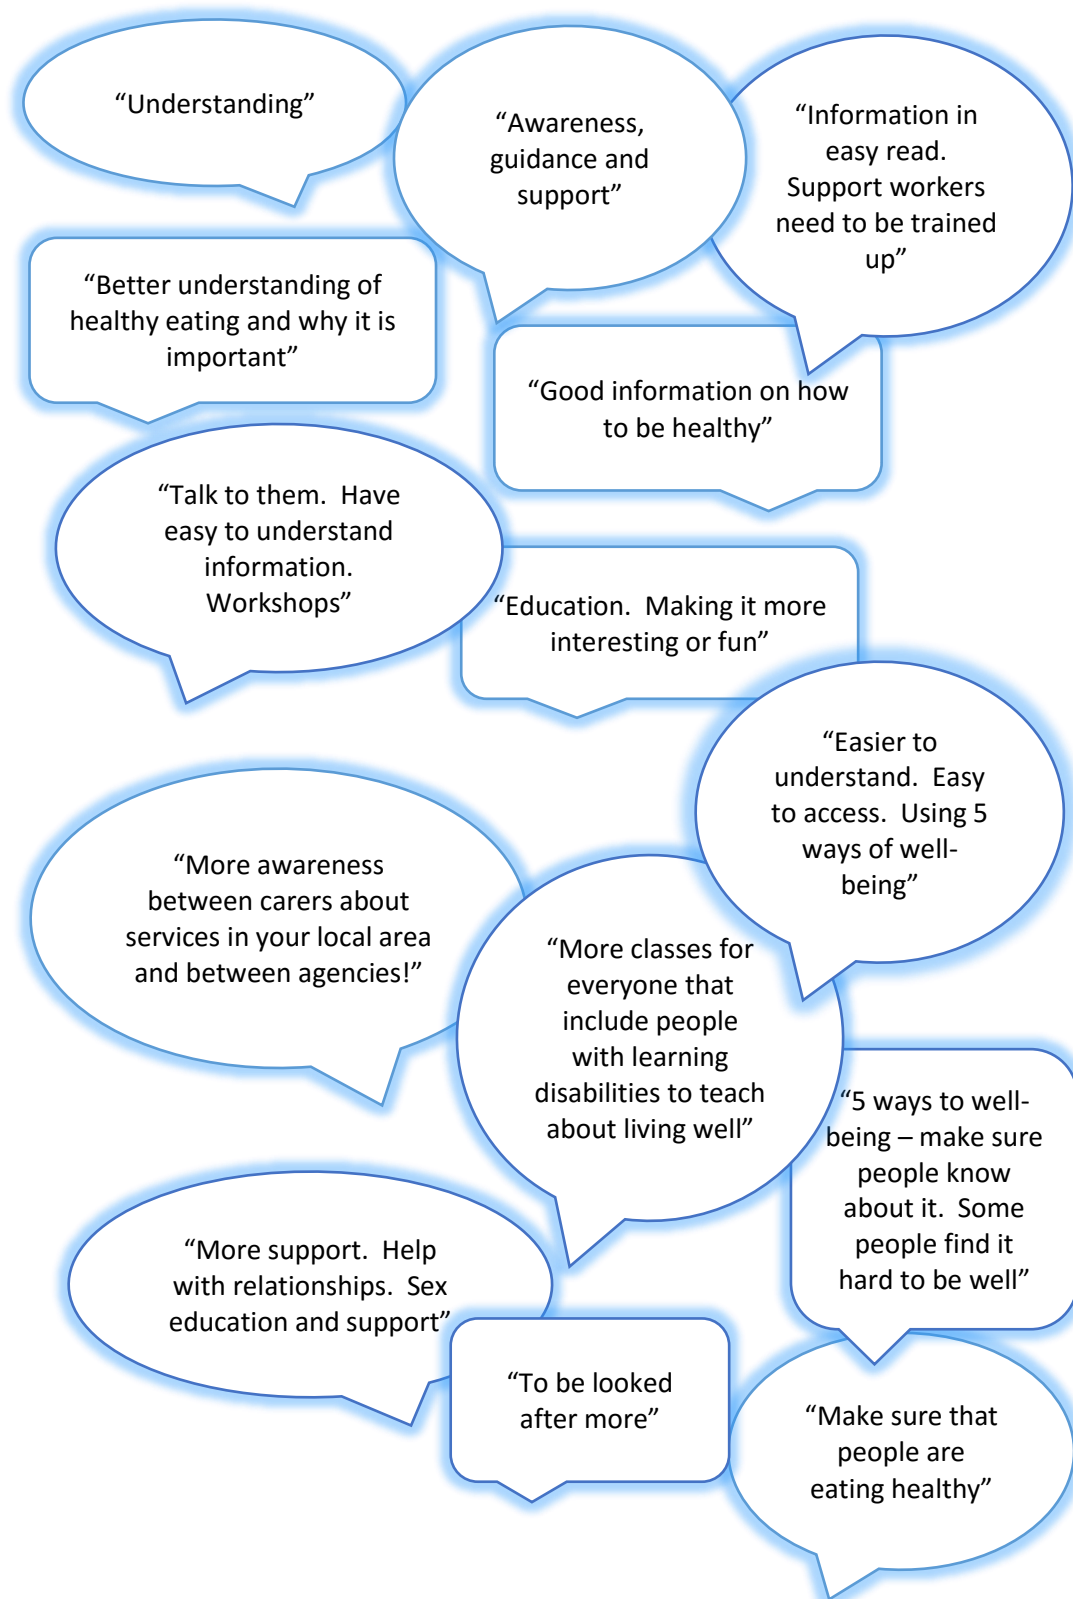 “Understanding”
“Awareness,
guidance and
support”
“Information in
easy read.
Support workers
need to be trained
up”
“Better understanding of
healthy eating and why it is
important”
“Good information on how
to be healthy”
“Talk to them.  Have
easy to understand
information.
Workshops”
“Education.  Making it more
interesting or fun”
“Easier to
understand.  Easy
to access.  Using 5
ways of well-
being”
“More awareness
between carers about
services in your local area
and between agencies!”
“More classes for
everyone that
include people
with learning
disabilities to teach
about living well”
“5 ways to well-
being – make sure
people know
about it.  Some
people find it
hard to be well”
“More support.  Help
with relationships.  Sex
education and support”
“To be looked
after more”
“Make sure that
people are
eating healthy”